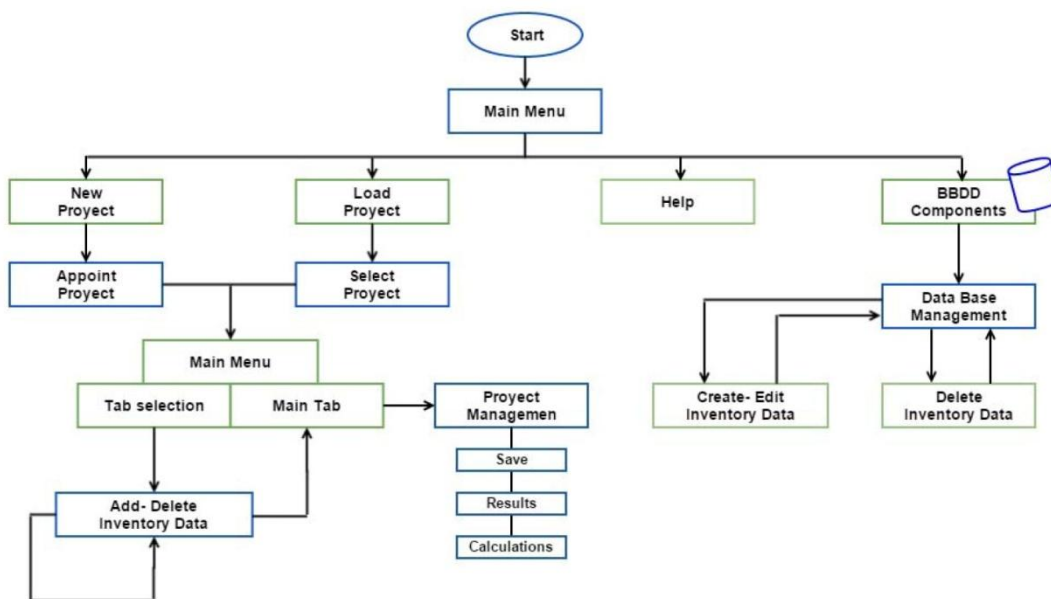 Start
Main Menu
New
Proyect
Load
Proyect
Help
BBDD
Components
Appoint
Proyect
Select
Proyect
Data Base
Management
Main Menu
Tab selection
Main Tab
Proyect
Managemen
Create- Edit
Inventory Data
Delete
Inventory Data
Save
Add- Delete
Inventory Data
Results
Calculations